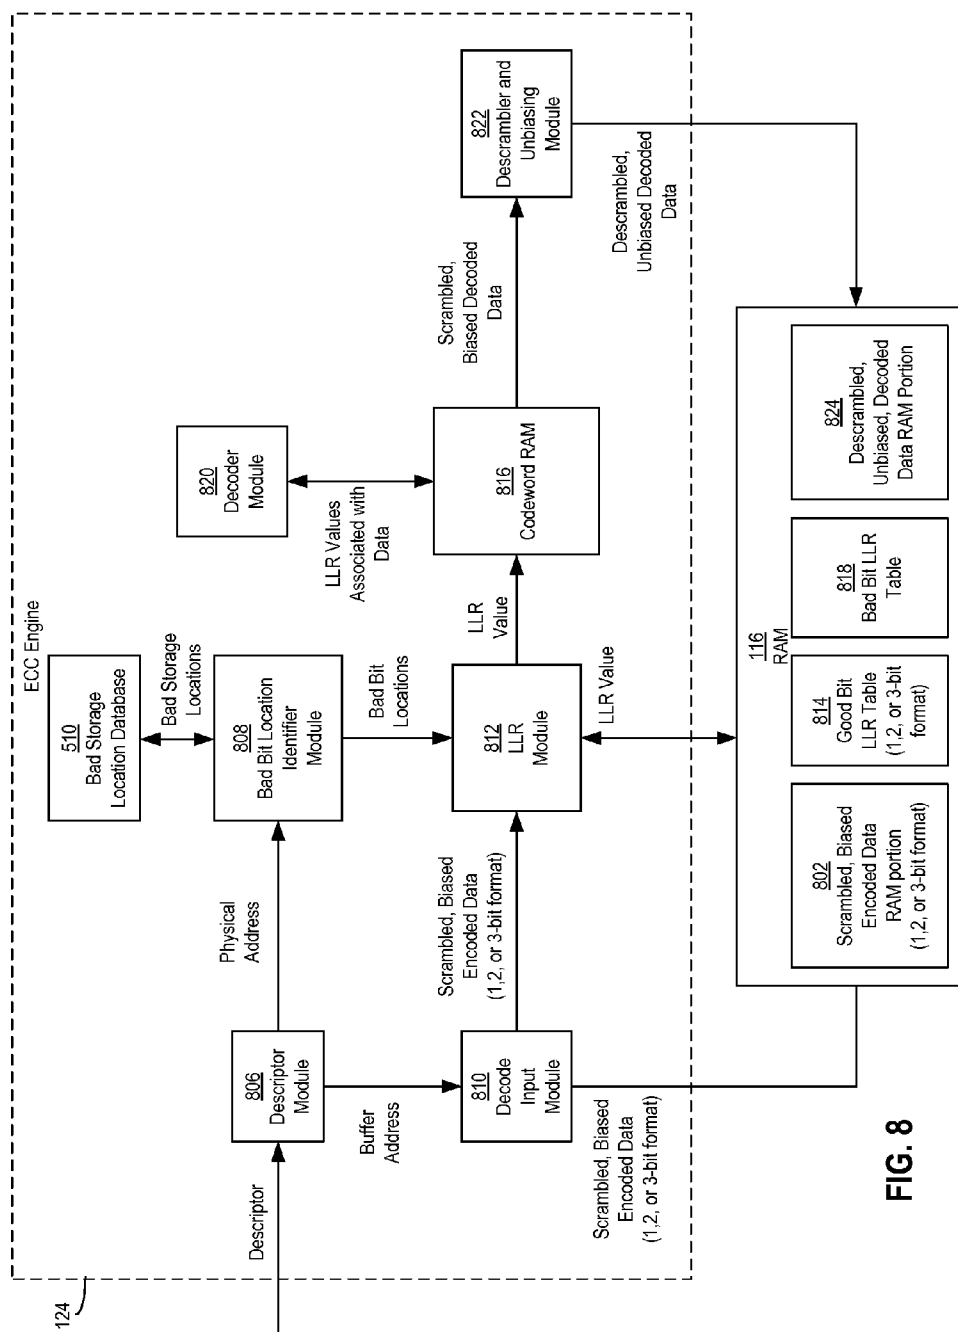 124
ECC Engine
510
Bad Storage
Location Database
Bad Storage
Locations
Descriptor
806
Descriptor
Module
Physical
Address
808
Bad Bit Location
Identifier
Module
820
Decoder
Module
Buffer
Address
Bad Bit
Locations
LLR Values
Associated with
Data
810
Decode
Input
Module
Scrambled, Biased
Encoded Data
(1,2, or 3-bit format)
812
LLR
Module
LLR
Value
816
Codeword RAM
Scrambled,
Biased Decoded
Data
822
Descrambler and
Unbiasing
Module
Scrambled, Biased
Encoded Data
(1,2, or 3-bit format)
LLR Value
Descrambled,
Unbiased Decoded
Data
116
RAM
802
Scrambled, Biased
Encoded Data
RAM portion
(1,2, or 3-bit format)
814
Good Bit
LLR Table
(1,2, or 3-bit
format)
818
Bad Bit LLR
Table
824
Descrambled,
Unbiased, Decoded
Data RAM Portion
FIG. 8